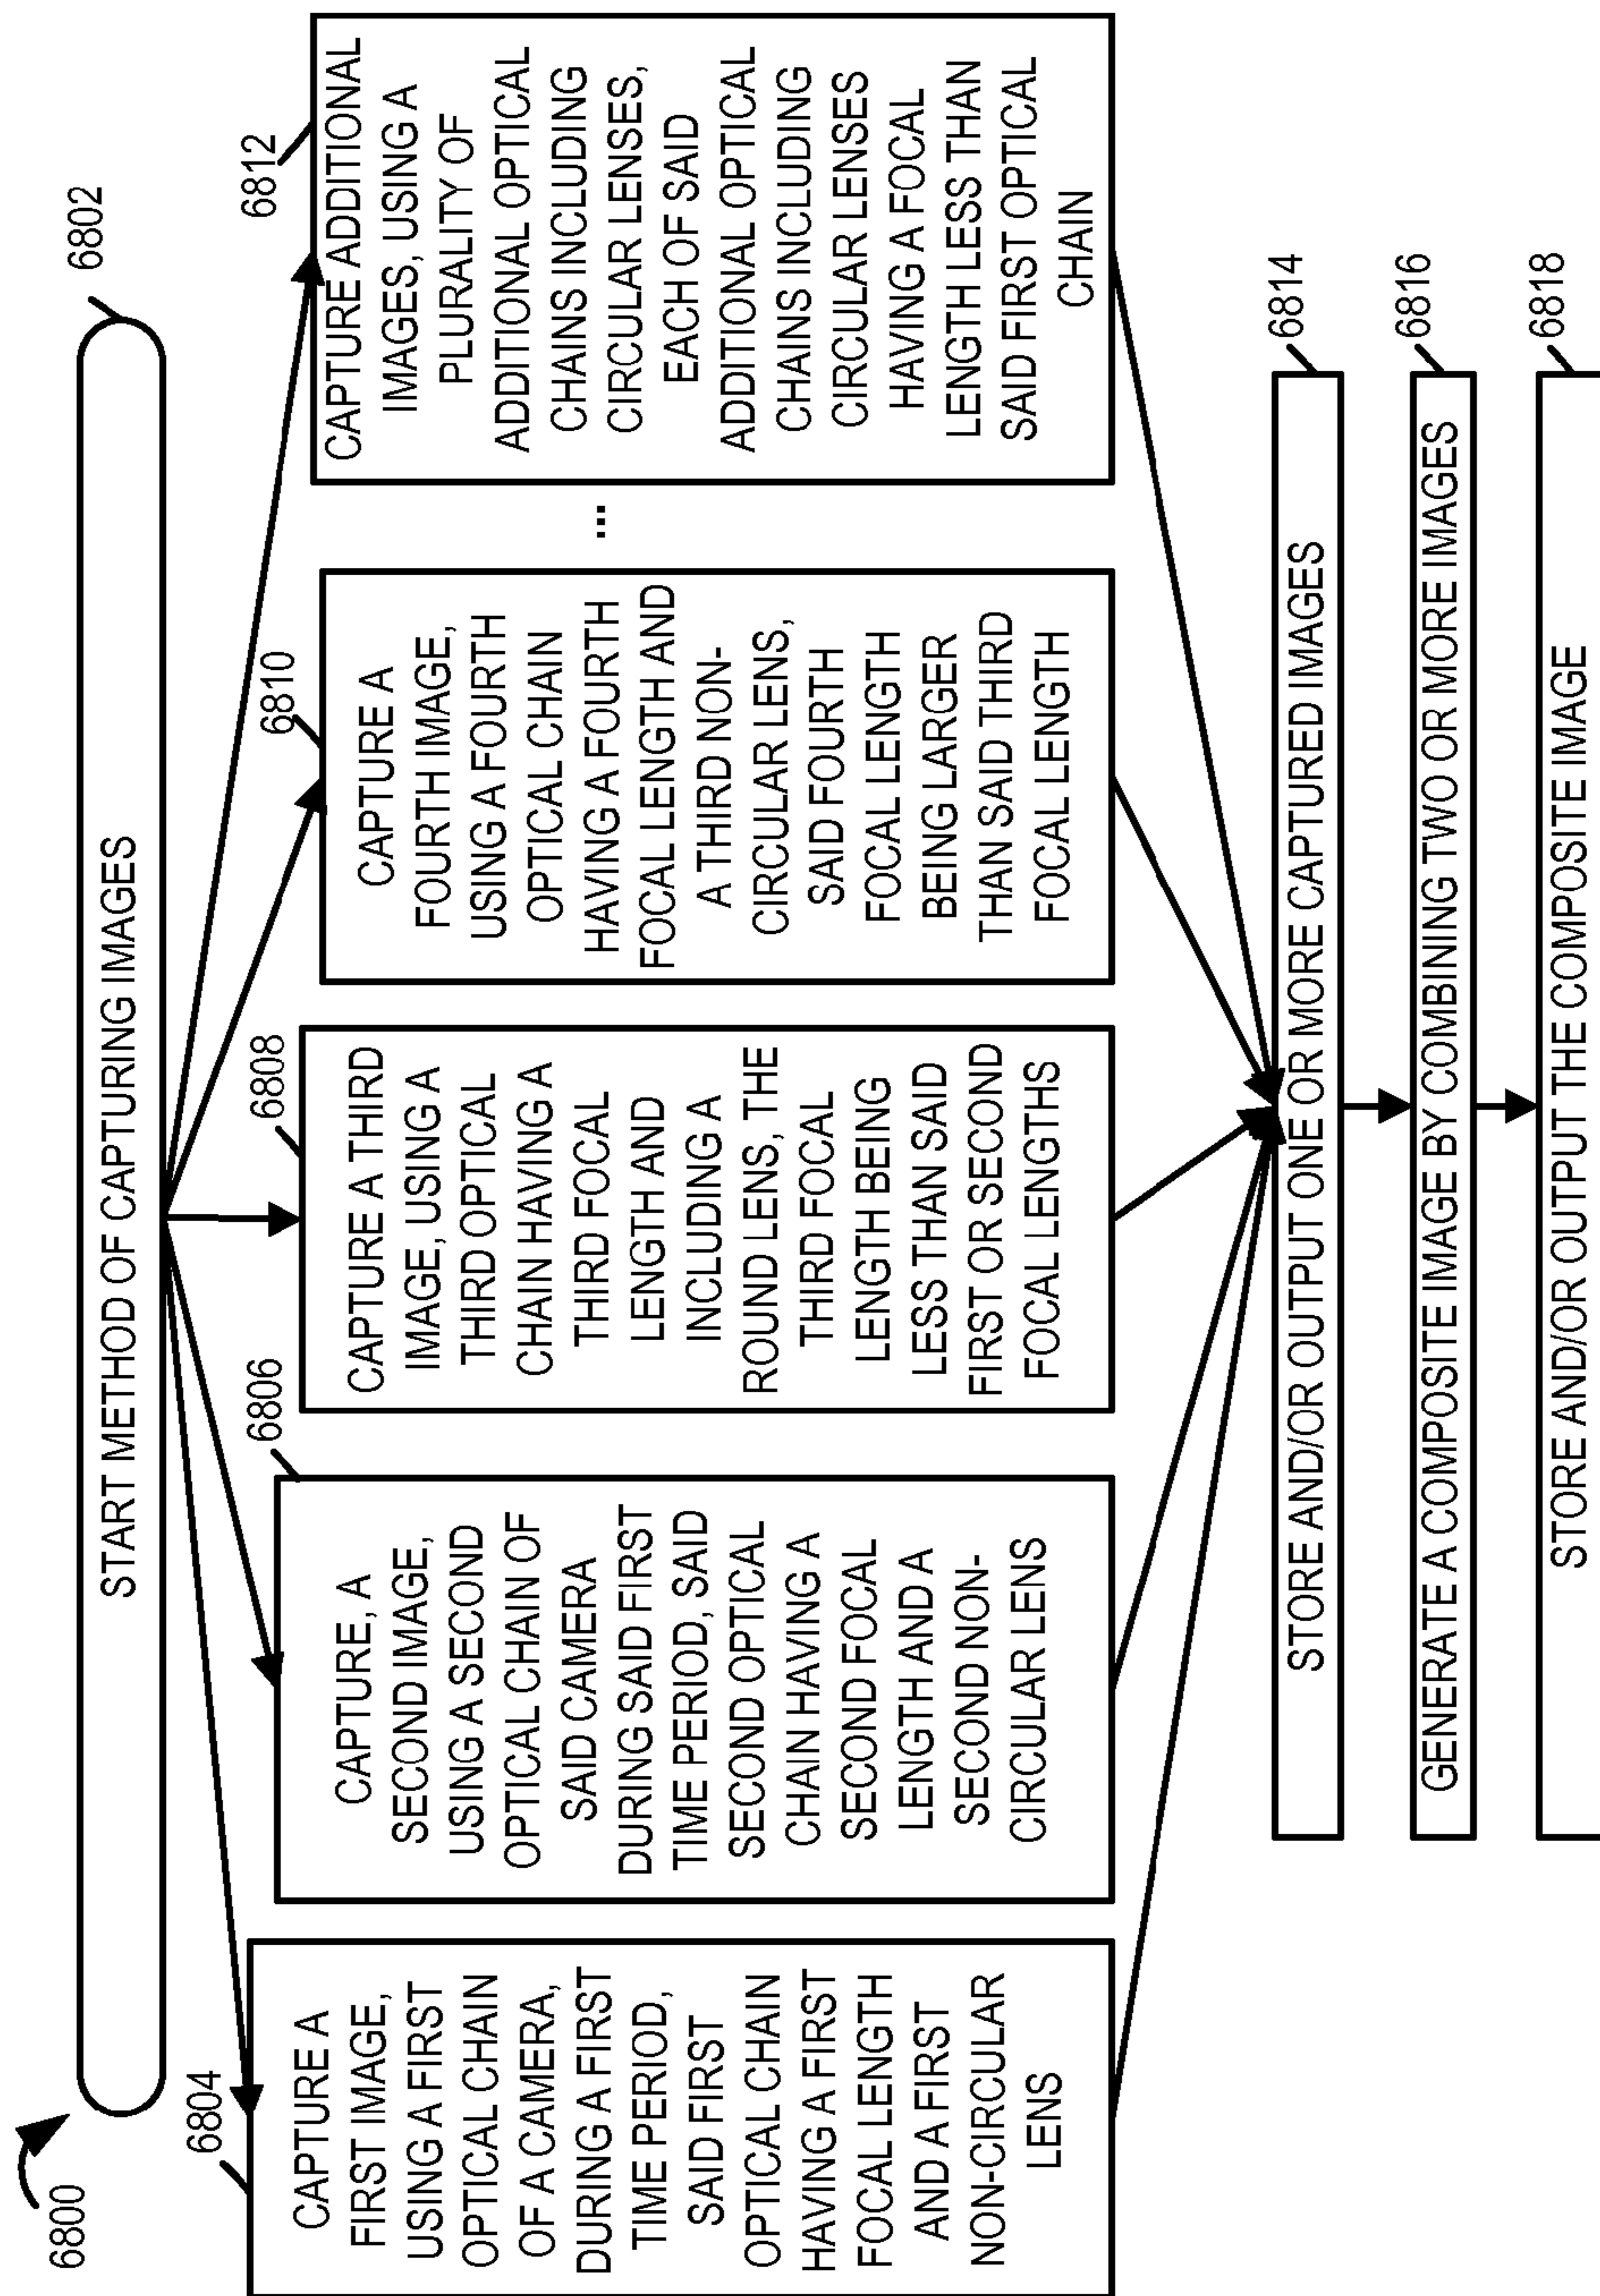 6800
START METHOD OF CAPTURING IMAGES
6802
6804
CAPTURE A
FIRST IMAGE,
USING A FIRST
OPTICAL CHAIN
OF A CAMERA,
DURING A FIRST
TIME PERIOD,
SAID FIRST
OPTICAL CHAIN
HAVING A FIRST
FOCAL LENGTH
AND A FIRST
NON-CIRCULAR
LENS
6806
CAPTURE, A
SECOND IMAGE,
USING A SECOND
OPTICAL CHAIN OF
SAID CAMERA
DURING SAID FIRST
TIME PERIOD, SAID
SECOND OPTICAL
CHAIN HAVING A
SECOND FOCAL
LENGTH AND A
SECOND NON-
CIRCULAR LENS
6808
CAPTURE A THIRD
IMAGE, USING A
THIRD OPTICAL
CHAIN HAVING A
THIRD FOCAL
LENGTH AND
INCLUDING A
ROUND LENS, THE
THIRD FOCAL
LENGTH BEING
LESS THAN SAID
FIRST OR SECOND
FOCAL LENGTHS
6810
CAPTURE A
FOURTH IMAGE,
USING A FOURTH
OPTICAL CHAIN
HAVING A FOURTH
FOCAL LENGTH AND
A THIRD NON-
CIRCULAR LENS,
SAID FOURTH
FOCAL LENGTH
BEING LARGER
THAN SAID THIRD
FOCAL LENGTH
...
6812
CAPTURE ADDITIONAL
IMAGES, USING A
PLURALITY OF
ADDITIONAL OPTICAL
CHAINS INCLUDING
CIRCULAR LENSES,
EACH OF SAID
ADDITIONAL OPTICAL
CHAINS INCLUDING
CIRCULAR LENSES
HAVING A FOCAL
LENGTH LESS THAN
SAID FIRST OPTICAL
CHAIN
STORE AND/OR OUTPUT ONE OR MORE CAPTURED IMAGES
6814
GENERATE A COMPOSITE IMAGE BY COMBINING TWO OR MORE IMAGES
6816
STORE AND/OR OUTPUT THE COMPOSITE IMAGE
6818